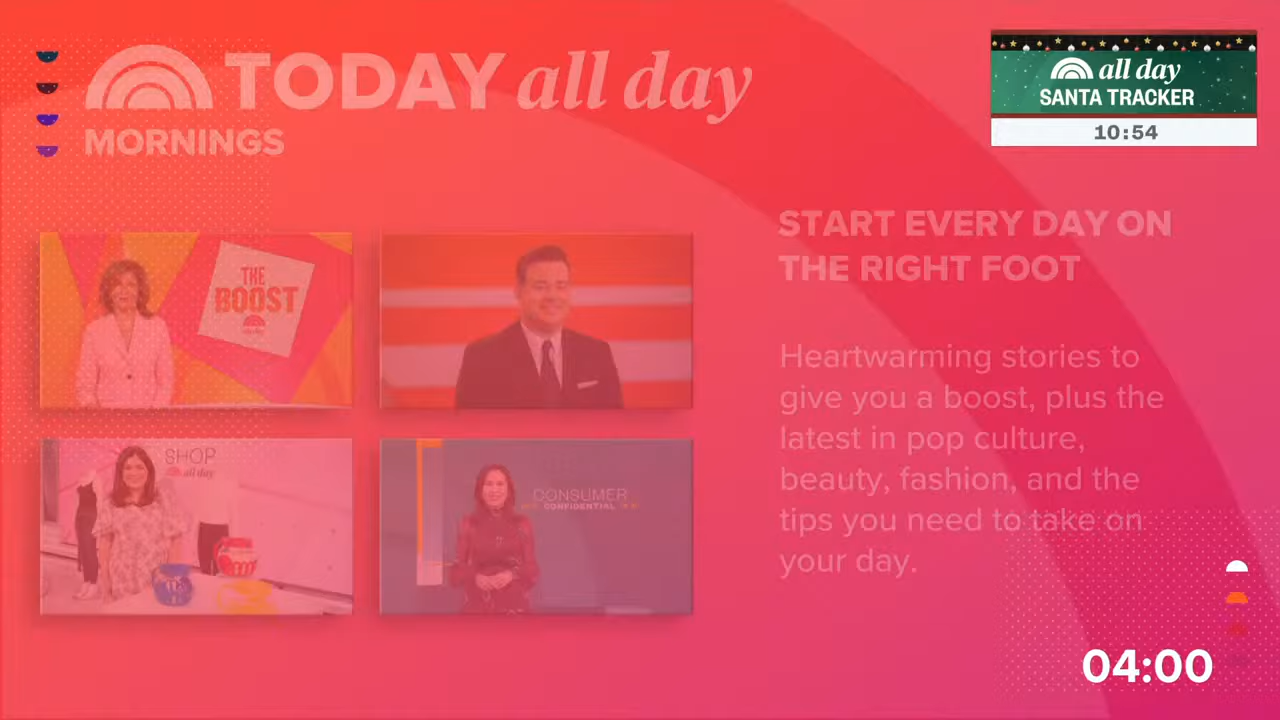 TODAY all day
MORNINGS
all day
SANTA TRACKER
10:54
START EVERY DAY ON
THE RIGHT FOOT
THE
BOOST
Heartwarming stories to
give you a boost, plus the
latest in pop culture,
beauty, fashion, and the
tips you need to take on
your day.
SHOP
all day
CONSUMER
CONFIDENTIAL
04:00